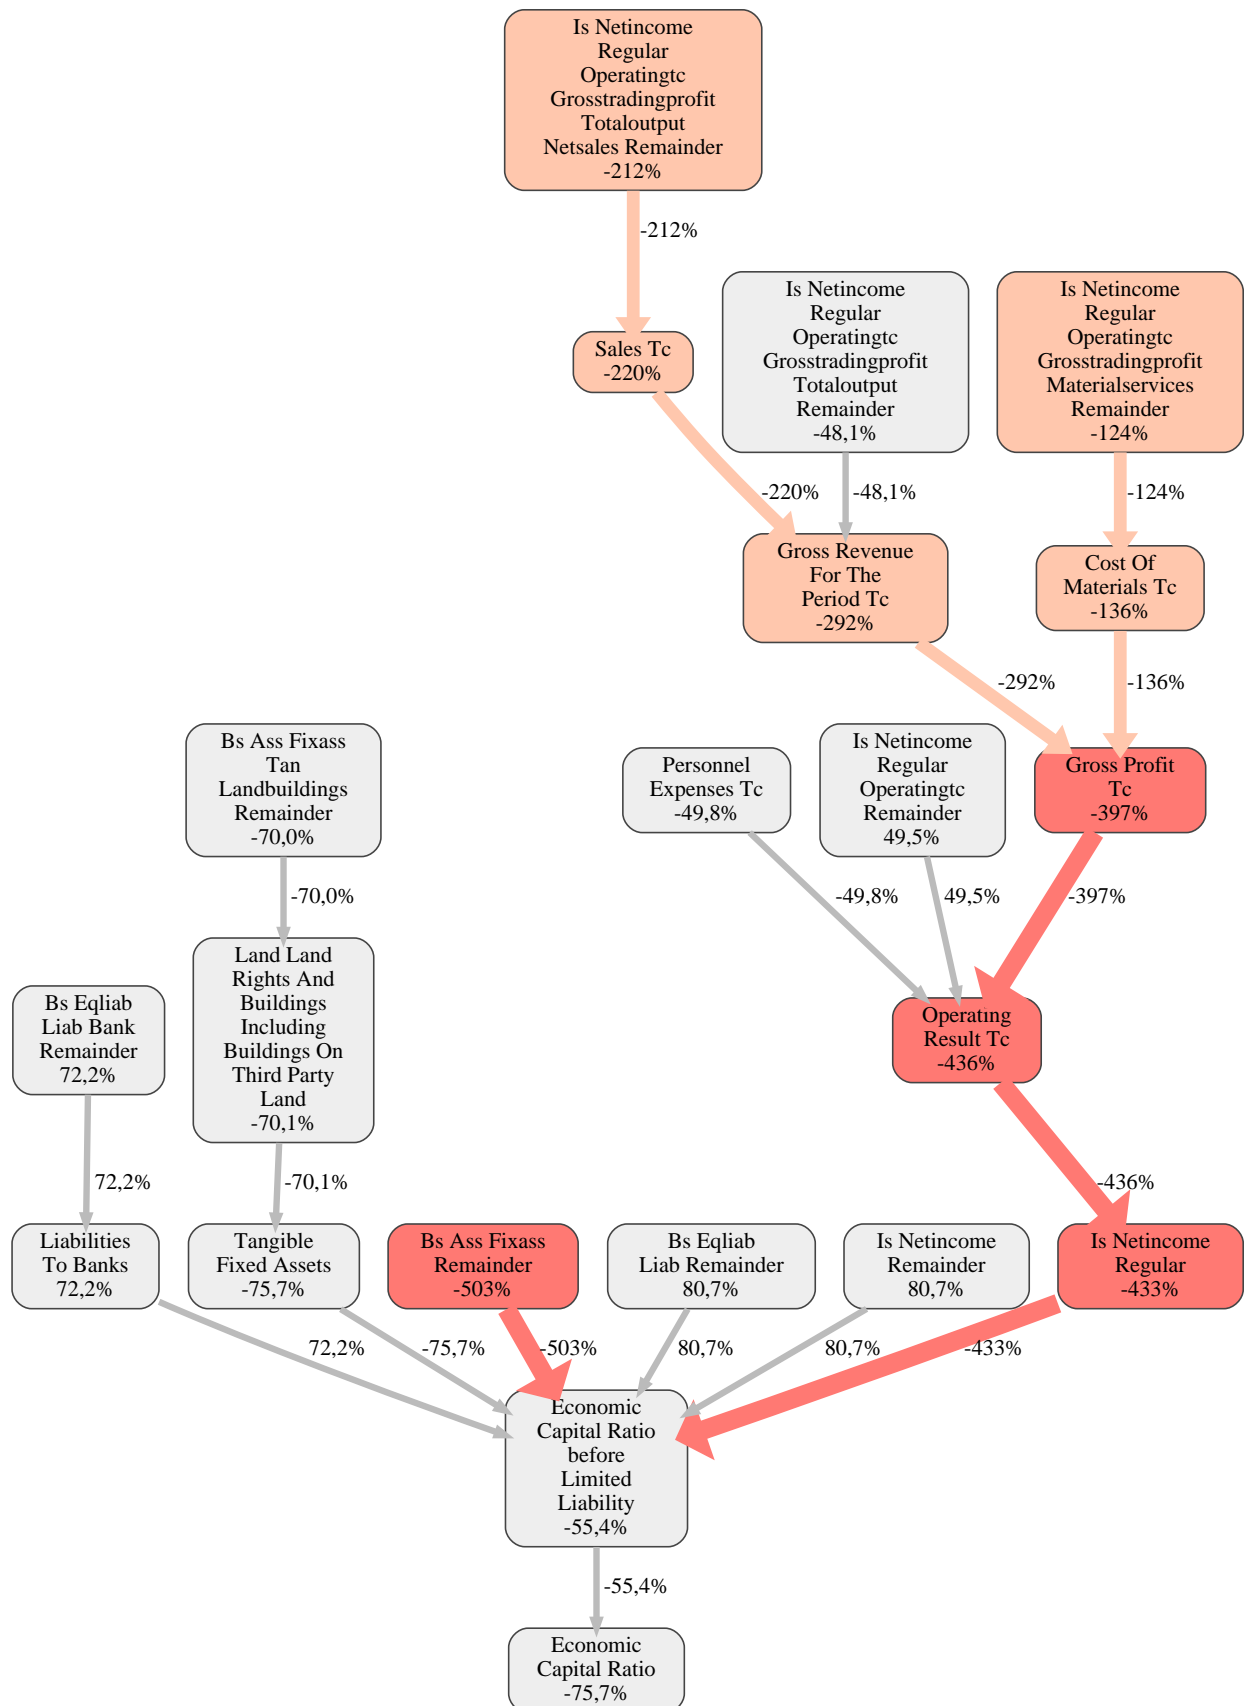 Is Netincome
Regular
Operatingtc
Grosstradingprofit
Totaloutput
Netsales Remainder
-212%
-212%
Sales Tc
-220%
Is Netincome
Regular
Operatingtc
Grosstradingprofit
Totaloutput
Remainder
-48,1%
Is Netincome
Regular
Operatingtc
Grosstradingprofit
Materialservices
Remainder
-124%
-220%
-48,1%
-124%
Gross Revenue
For The
Period Tc
-292%
Cost Of
Materials Tc
-136%
-292%
-136%
Bs Ass Fixass
Tan
Landbuildings
Remainder
-70,0%
Personnel
Expenses Tc
-49,8%
Is Netincome
Regular
Operatingtc
Remainder
49,5%
Gross Profit
Tc
-397%
-70,0%
-49,8%
49,5%
-397%
Bs Eqliab
Liab Bank
Remainder
72,2%
Land Land
Rights And
Buildings
Including
Buildings On
Third Party
Land
-70,1%
Operating
Result Tc
-436%
72,2%
-70,1%
-436%
Liabilities
To Banks
72,2%
Tangible
Fixed Assets
-75,7%
Bs Ass Fixass
Remainder
-503%
Bs Eqliab
Liab Remainder
80,7%
Is Netincome
Remainder
80,7%
Is Netincome
Regular
-433%
72,2%
-75,7%
-503%
80,7%
80,7%
-433%
Economic
Capital Ratio
before
Limited
Liability
-55,4%
-55,4%
Economic
Capital Ratio
-75,7%